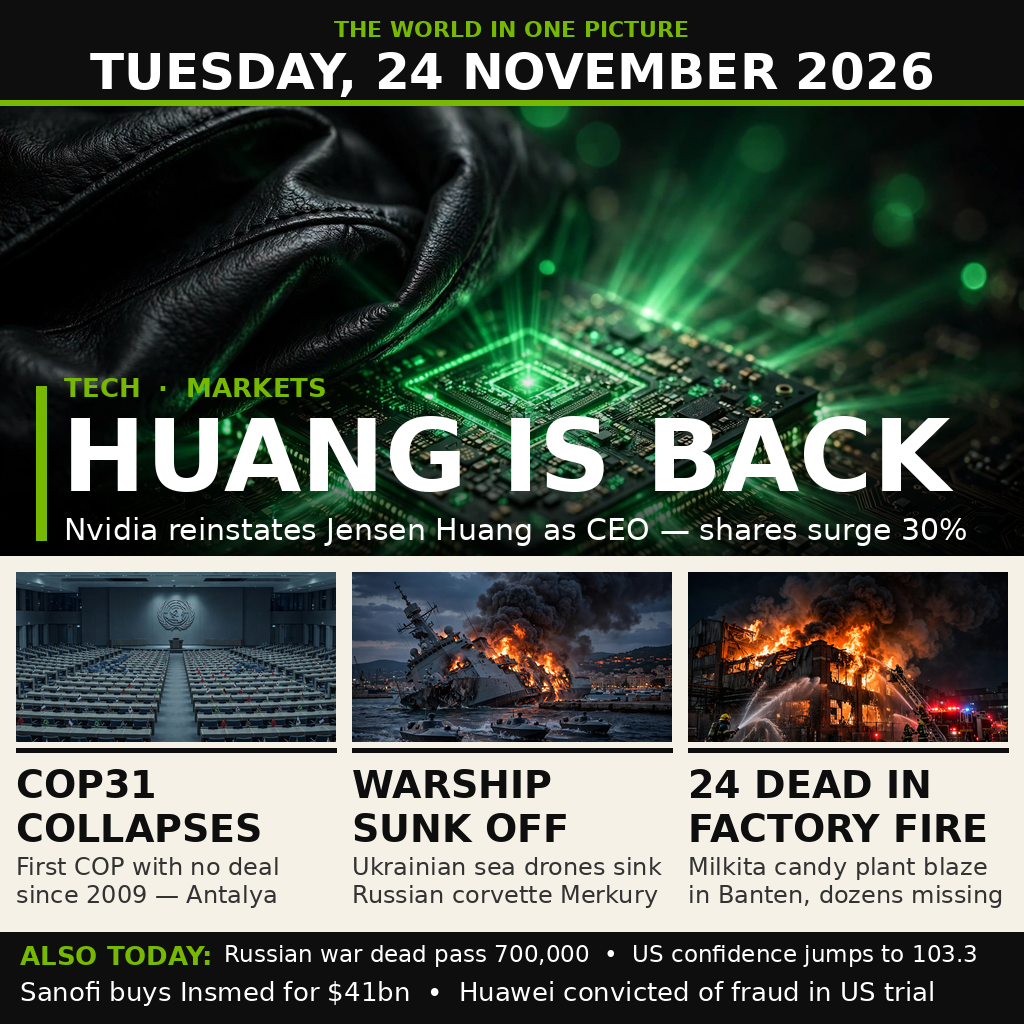 THE WORLD IN ONE PICTURE
TUESDAY, 24 NOVEMBER 2026
TECH · MARKETS
HUANG IS BACK
Nvidia reinstates Jensen Huang as CEO — shares surge 30%
COP31
COLLAPSES
First COP with no deal
since 2009 — Antalya
WARSHIP
SUNK OFF
Ukrainian sea drones sink
Russian corvette Merkury
24 DEAD IN
FACTORY FIRE
Milkita candy plant blaze
in Banten, dozens missing
ALSO TODAY: Russian war dead pass 700,000 • US confidence jumps to 103.3
Sanofi buys Insmed for $41bn • Huawei convicted of fraud in US trial